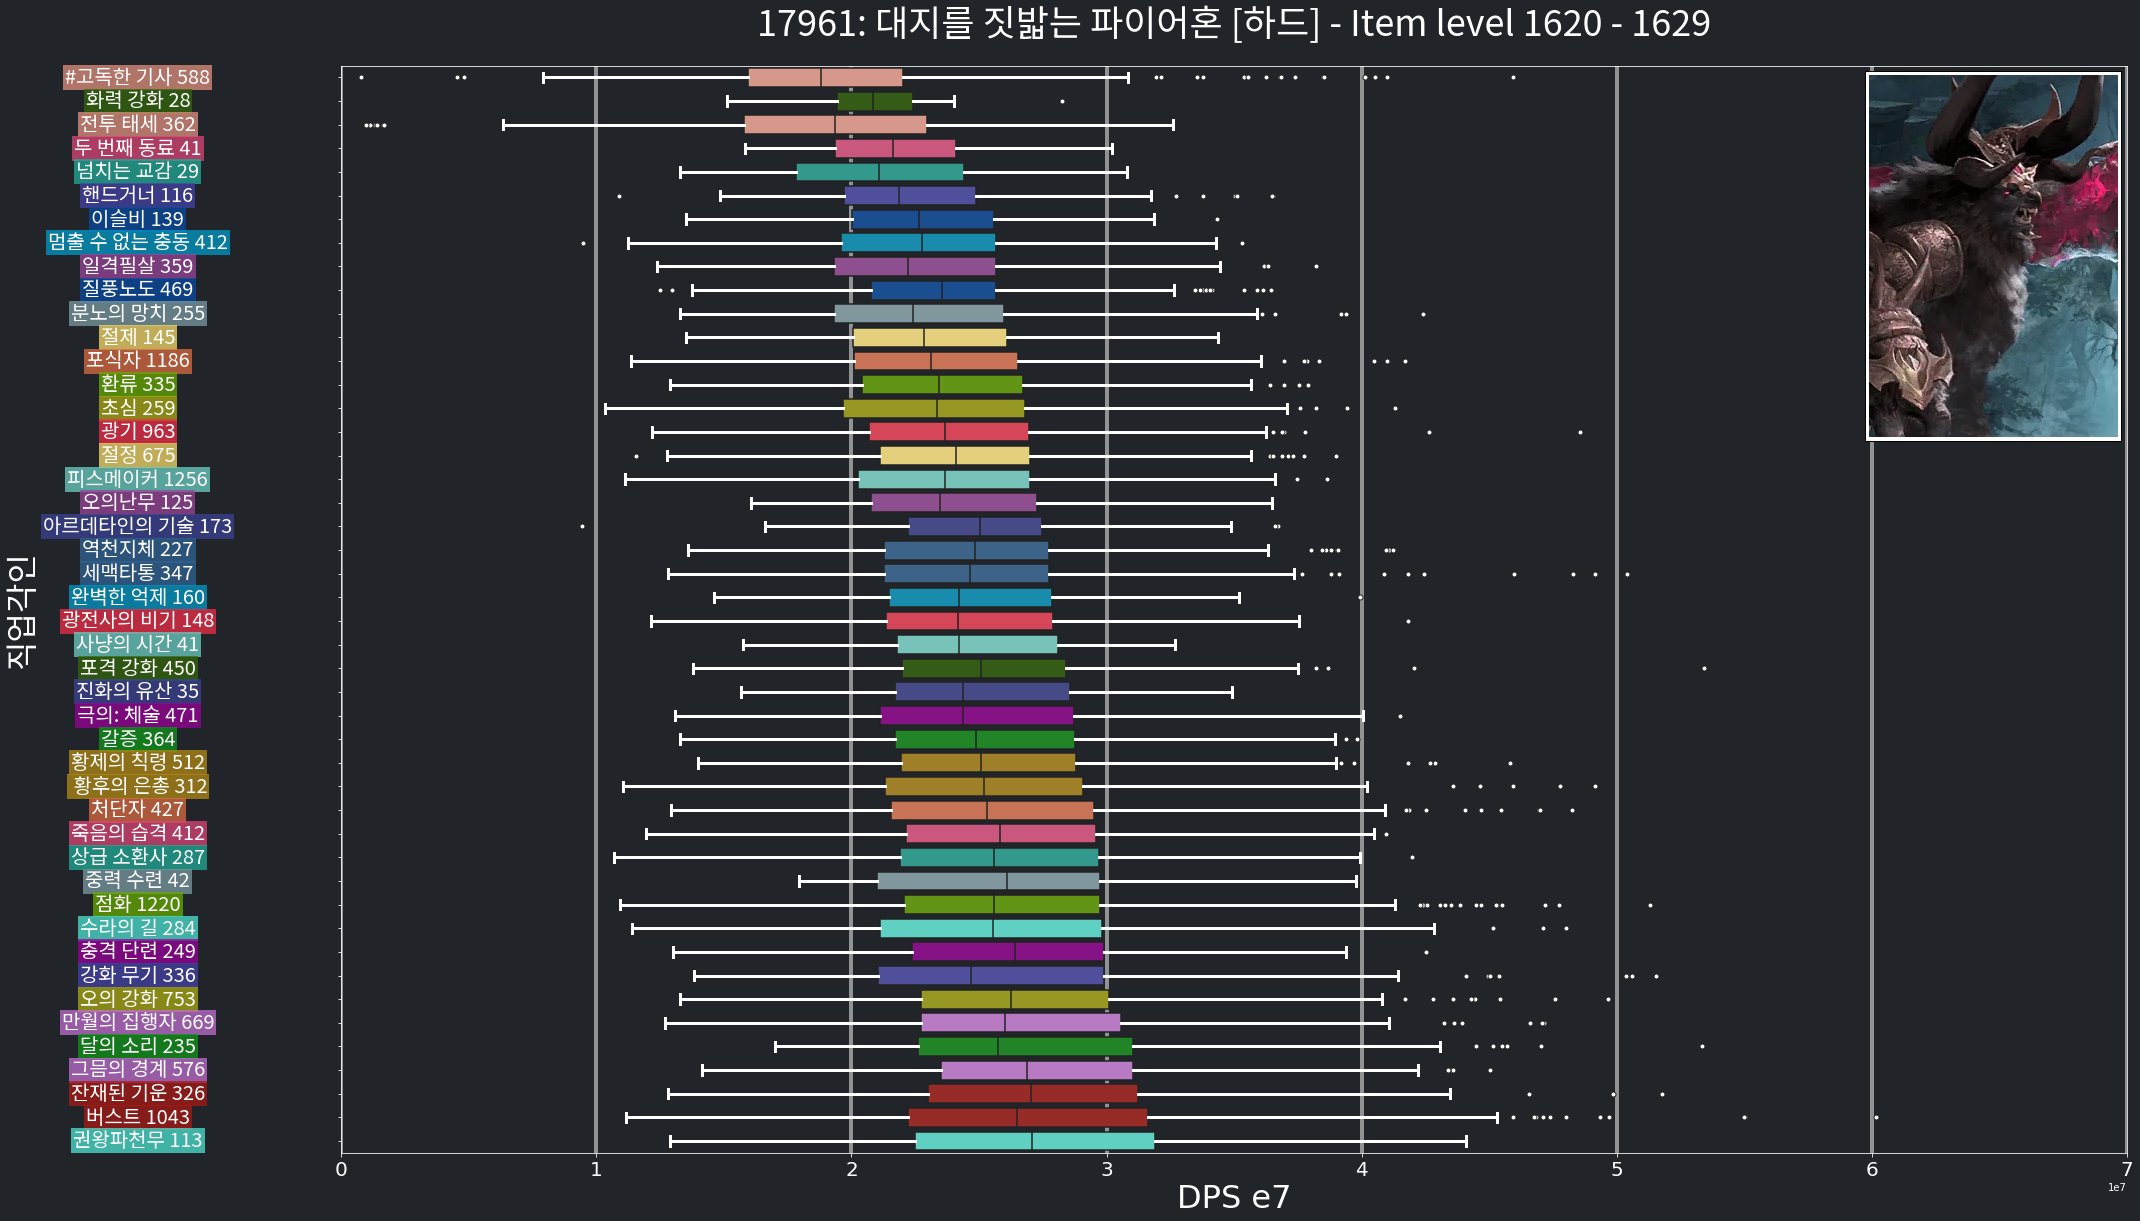 17961: 대지를 짓밟는 파이어혼 [하드] - Item level 1620 - 1629
#고독한 기사 588
화력 강화 28
전투 태세 362
두 번째 동료 41
넘치는 교감 29
핸드거너 116
이슬비 139
멈출 수 없는 충동 412
일격필살 359
질풍노도 469
분노의 망치 255
절제 145
포식자 1186
환류 335
초심 259
광기 963
절정 675
피스메이커 1256
오의난무 125
아르데타인의 기술 173
역천지체 227
세맥타통 347
완벽한 억제 160
광전사의 비기 148
사냥의 시간 41
포격 강화 450
진화의 유산 35
극의: 체술 471
갈증 364
황제의 칙령 512
황후의 은총 312
처단자 427
죽음의 습격 412
상급 소환사 287
중력 수련 42
점화 1220
수라의 길 284
충격 단련 249
강화 무기 336
오의 강화 753
만월의 집행자 669
달의 소리 235
그믐의 경계 576
잔재된 기운 326
버스트 1043
권왕파천무 113
직업각인
0 1 2 3 4 5 6 7
1e7
DPS e7